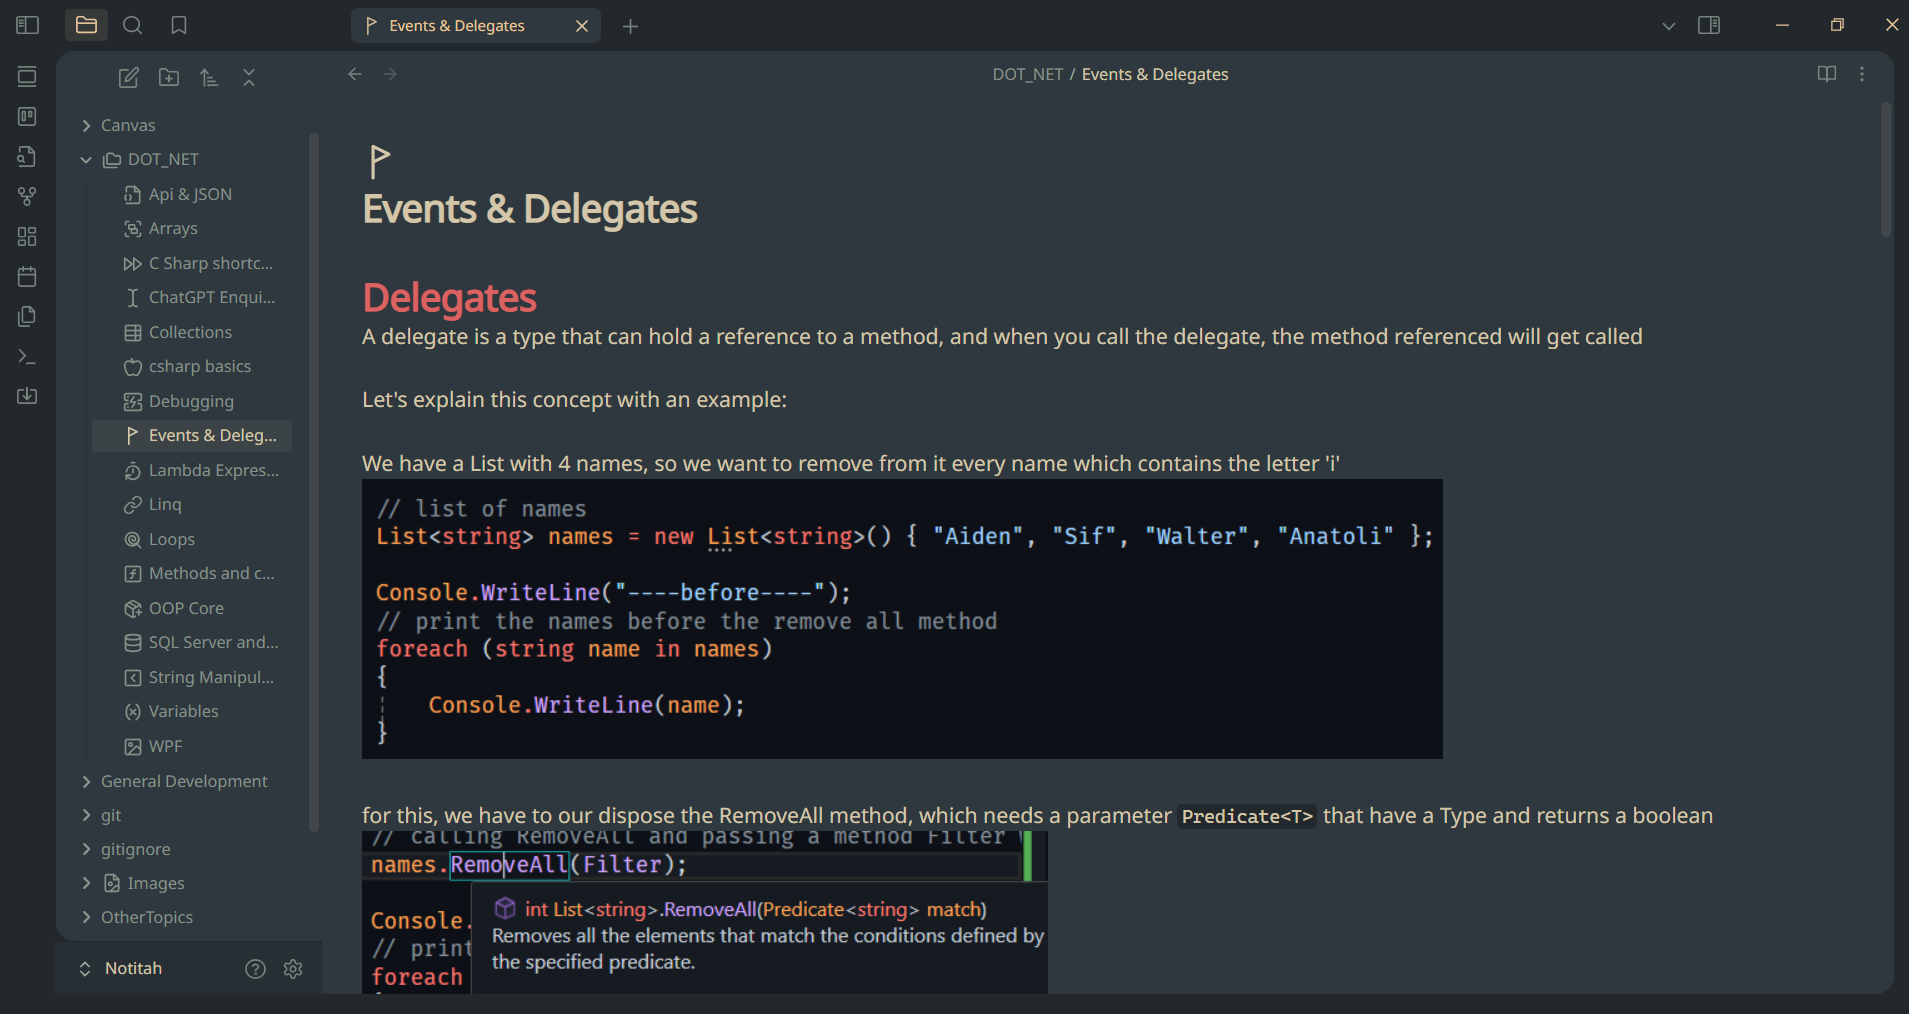 Events & Delegates
DOT_NET / Events & Delegates
Canvas
DOT_NET
Api & JSON
Arrays
C Sharp shortc...
ChatGPT Enqui...
Collections
csharp basics
Debugging
Events & Deleg...
Lambda Expres...
Linq
Loops
Methods and c...
OOP Core
SQL Server and...
String Manipul...
Variables
WPF
General Development
git
gitignore
Images
OtherTopics
Notitah
Events & Delegates
Delegates
A delegate is a type that can hold a reference to a method, and when you call the delegate, the method referenced will get called
Let's explain this concept with an example:
We have a List with 4 names, so we want to remove from it every name which contains the letter 'i'
// list of names
List<string> names = new List<string>() { "Aiden", "Sif", "Walter", "Anatoli" };
Console.WriteLine("----before----");
// print the names before the remove all method
foreach (string name in names)
{
Console.WriteLine(name);
}
for this, we have to our dispose the RemoveAll method, which needs a parameter Predicate<T> that have a Type and returns a boolean
// calling RemoveAll and passing a method Filter
names.RemoveAll(Filter);
int List<string>.RemoveAll(Predicate<string> match)
Removes all the elements that match the conditions defined by
the specified predicate.
Console.
// print
foreach